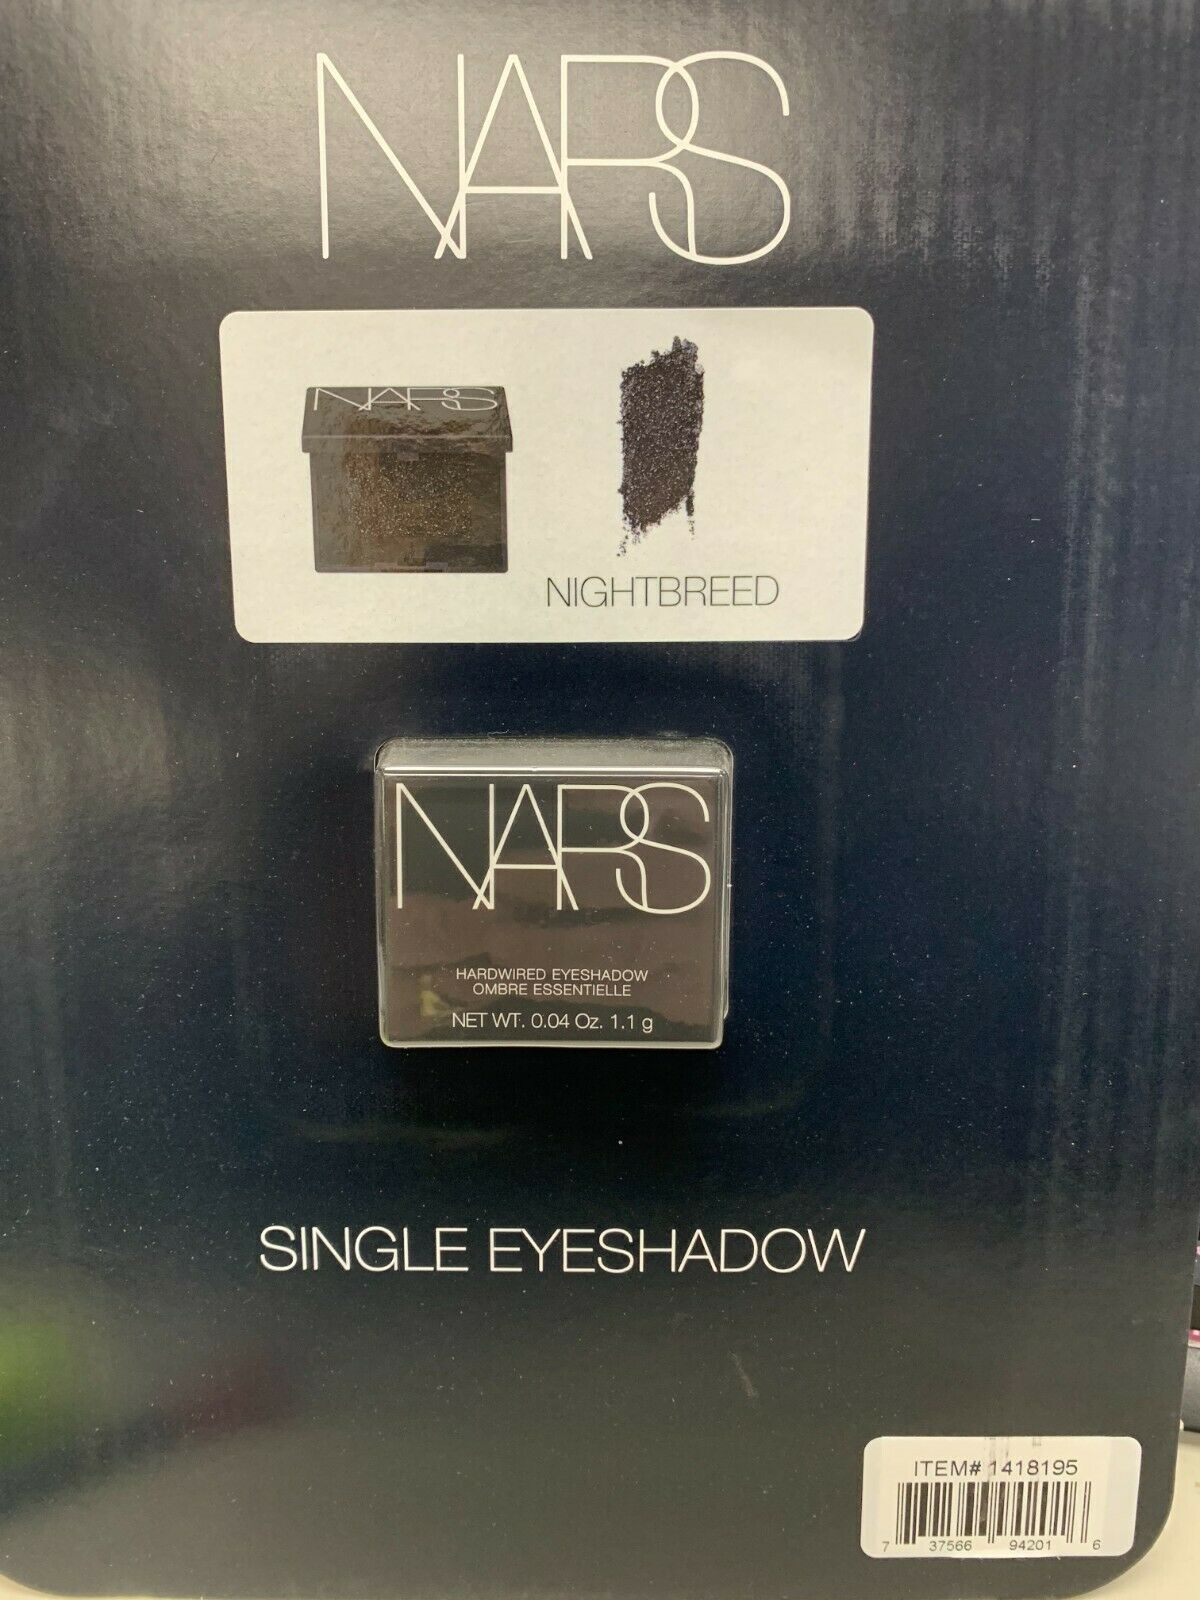 NARS
NARS
NIGHTBREED
NARS
HARDWIRED EYESHADOW
OMBRE ESSENTIELLE
NET WT. 0.04 Oz. 1.1 g
SINGLE EYESHADOW
ITEM# 1418195
7 37566 94201 6